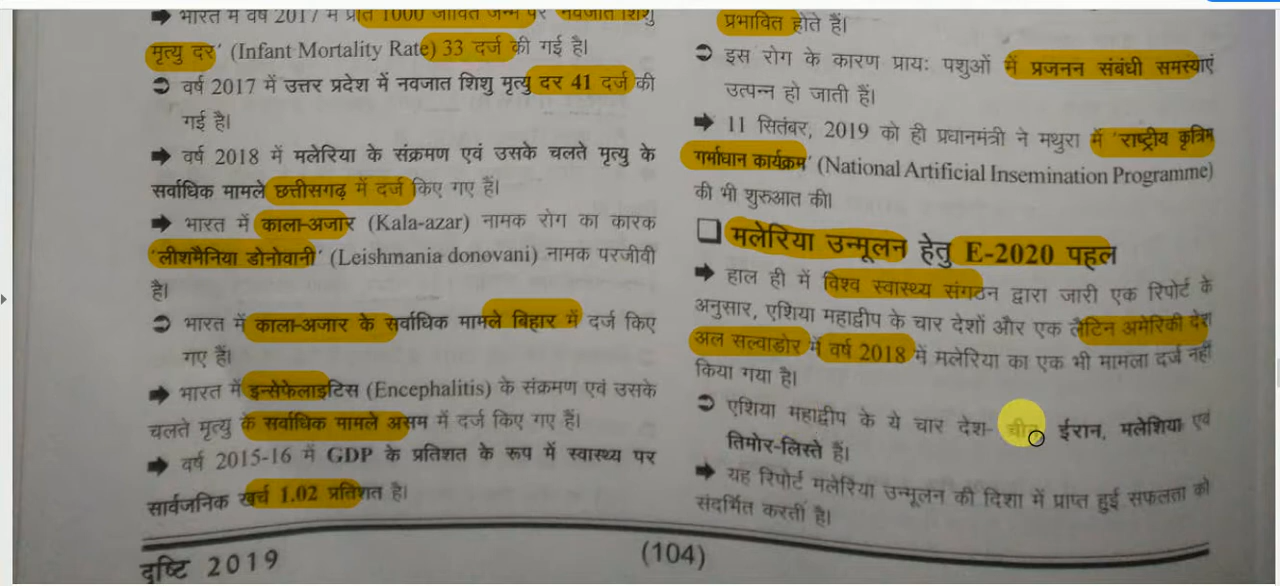 ➡ भारत में वर्ष 2017 में प्रति 1000 जीवित जन्म पर 'नवजात शिशु
मृत्यु दर' (Infant Mortality Rate) 33 दर्ज की गई है।
➲ वर्ष 2017 में उत्तर प्रदेश में नवजात शिशु मृत्यु दर 41 दर्ज की
गई है।
➡ वर्ष 2018 में मलेरिया के संक्रमण एवं उसके चलते मृत्यु के
सर्वाधिक मामले छत्तीसगढ़ में दर्ज किए गए हैं।
➡ भारत में काला-अजार (Kala-azar) नामक रोग का कारक
'लीशमैनिया डोनोवानी' (Leishmania donovani) नामक परजीवी
है।
➲ भारत में काला-अजार के सर्वाधिक मामले बिहार में दर्ज किए
गए हैं।
➡ भारत में इन्सेफेलाइटिस (Encephalitis) के संक्रमण एवं उसके
चलते मृत्यु के सर्वाधिक मामले असम में दर्ज किए गए हैं।
➡ वर्ष 2015-16 में GDP के प्रतिशत के रूप में स्वास्थ्य पर
सार्वजनिक खर्च 1.02 प्रतिशत है।
प्रभावित होते हैं।
➲ इस रोग के कारण प्रायः पशुओं में प्रजनन संबंधी समस्याएं
उत्पन्न हो जाती हैं।
➡ 11 सितंबर, 2019 को ही प्रधानमंत्री ने मथुरा में 'राष्ट्रीय कृत्रिम
गर्भाधान कार्यक्रम' (National Artificial Insemination Programme)
की भी शुरुआत की।
❑ मलेरिया उन्मूलन हेतु E-2020 पहल
➡ हाल ही में विश्व स्वास्थ्य संगठन द्वारा जारी एक रिपोर्ट के
अनुसार, एशिया महाद्वीप के चार देशों और एक लैटिन अमेरिकी देश
अल सल्वाडोर में वर्ष 2018 में मलेरिया का एक भी मामला दर्ज नहीं
किया गया है।
➲ एशिया महाद्वीप के ये चार देश- चीन, ईरान, मलेशिया एवं
तिमोर-लिस्ते हैं।
➡ यह रिपोर्ट मलेरिया उन्मूलन की दिशा में प्राप्त हुई सफलता को
संदर्भित करती है।
दृष्टि 2019
(104)